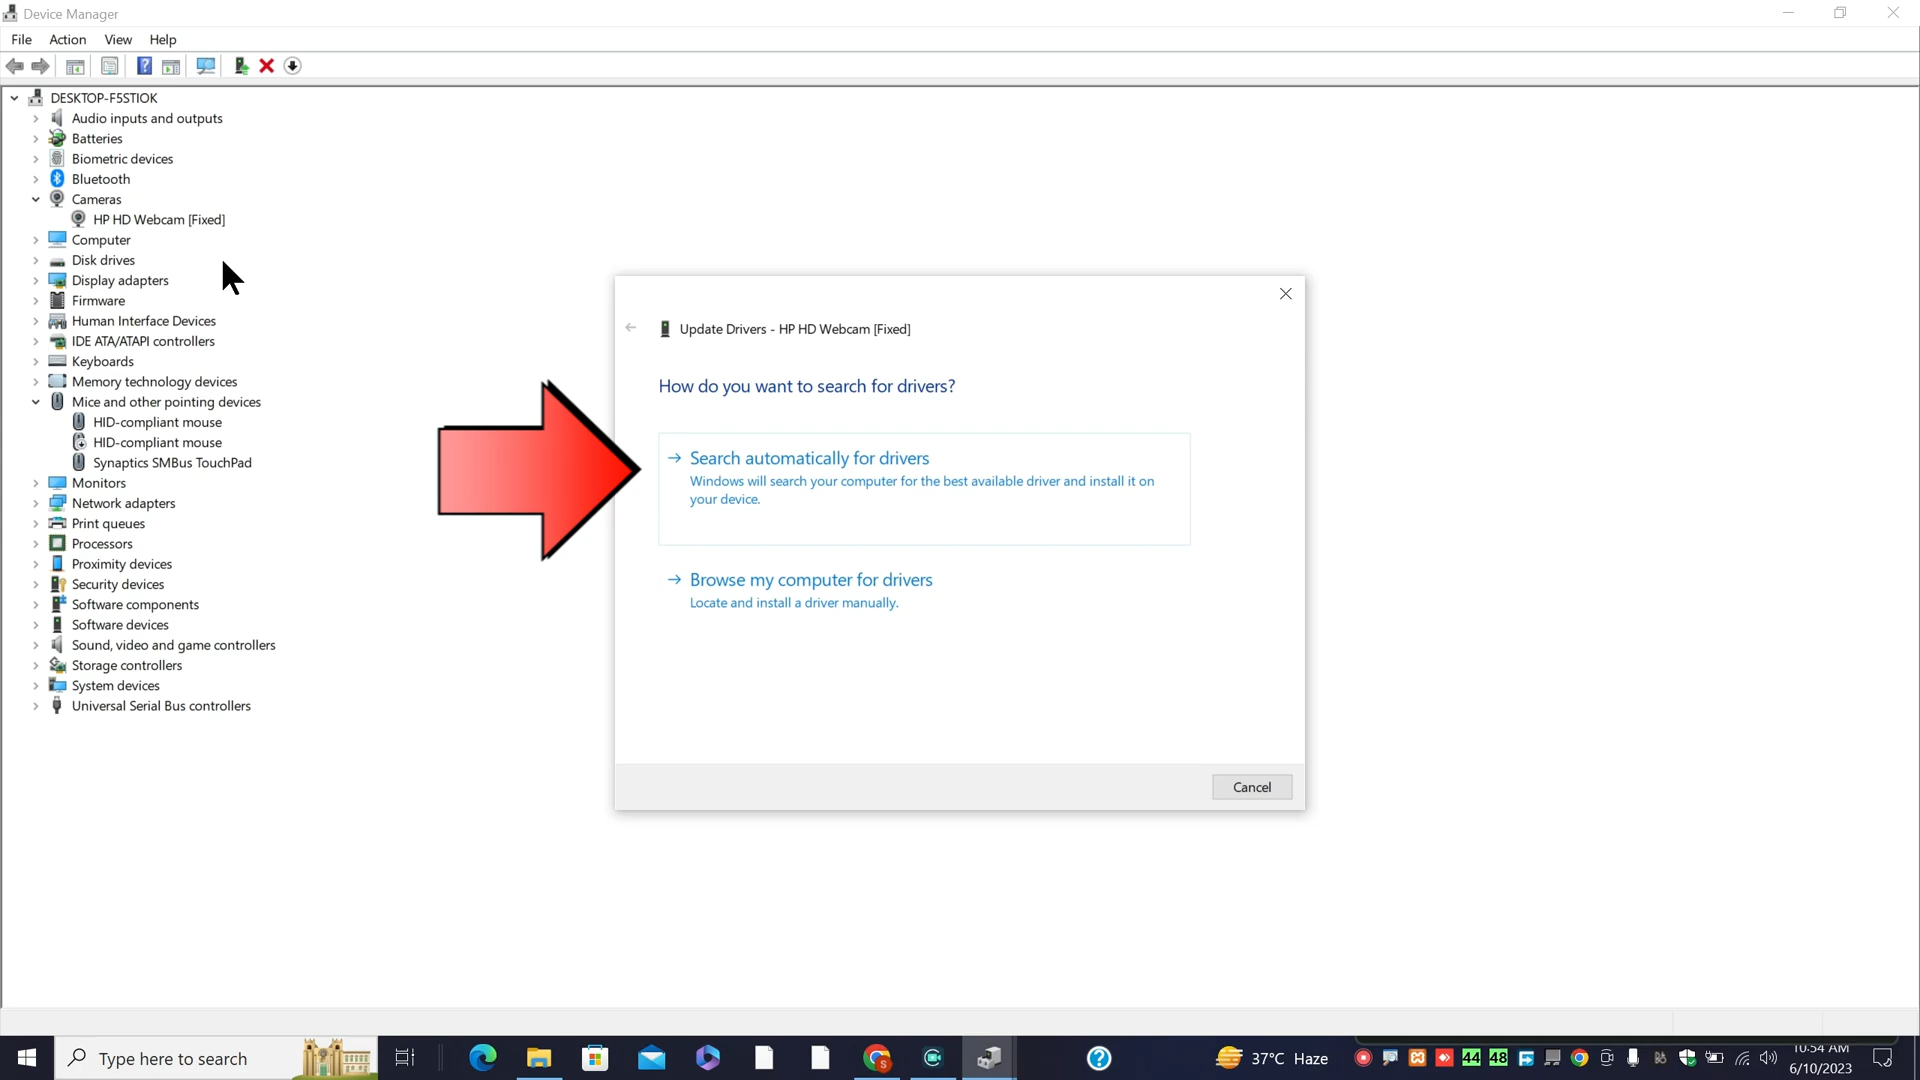 Device Manager
File Action View Help
DESKTOP-F5STIOK
Audio inputs and outputs
Batteries
Biometric devices
Bluetooth
Cameras
HP HD Webcam [Fixed]
Computer
Disk drives
Display adapters
Firmware
Human Interface Devices
IDE ATA/ATAPI controllers
Keyboards
Memory technology devices
Mice and other pointing devices
HID-compliant mouse
HID-compliant mouse
Synaptics SMBus TouchPad
Monitors
Network adapters
Print queues
Processors
Proximity devices
Security devices
Software components
Software devices
Sound, video and game controllers
Storage controllers
System devices
Universal Serial Bus controllers
Update Drivers - HP HD Webcam [Fixed]
How do you want to search for drivers?
Search automatically for drivers
Windows will search your computer for the best available driver and install it on
your device.
Browse my computer for drivers
Locate and install a driver manually.
Cancel
Type here to search
37°C Haze
44 48
10:54 AM
6/10/2023